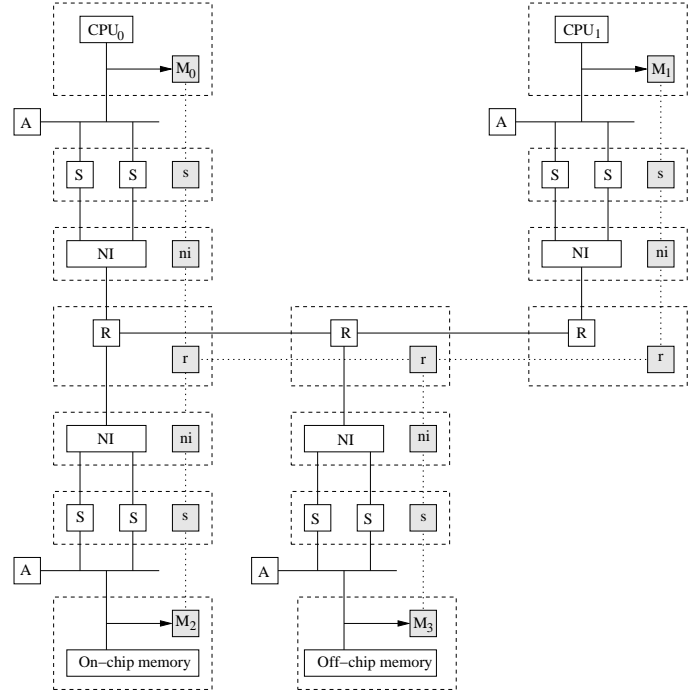 CPU0 CPU1
M0 M1
A A
S S s S S s
NI ni NI ni
R R R
r r r
NI ni NI ni
S S s S S s
A A
M2 M3
On-chip memory Off-chip memory